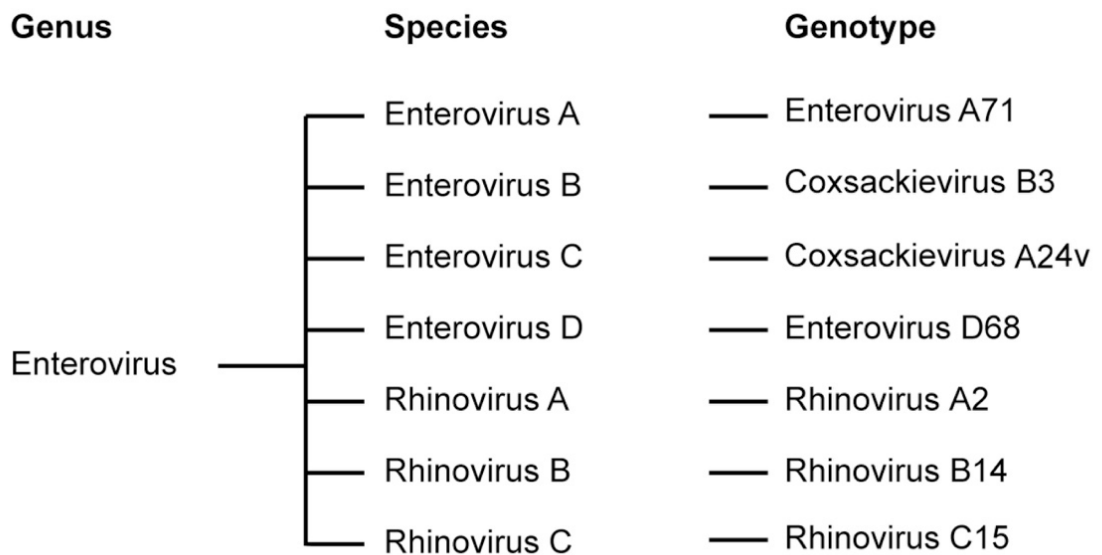 Genus Species Genotype
Enterovirus A Enterovirus A71
Enterovirus B Coxsackievirus B3
Enterovirus C Coxsackievirus A24v
Enterovirus D Enterovirus D68
Enterovirus
Rhinovirus A Rhinovirus A2
Rhinovirus B Rhinovirus B14
Rhinovirus C Rhinovirus C15